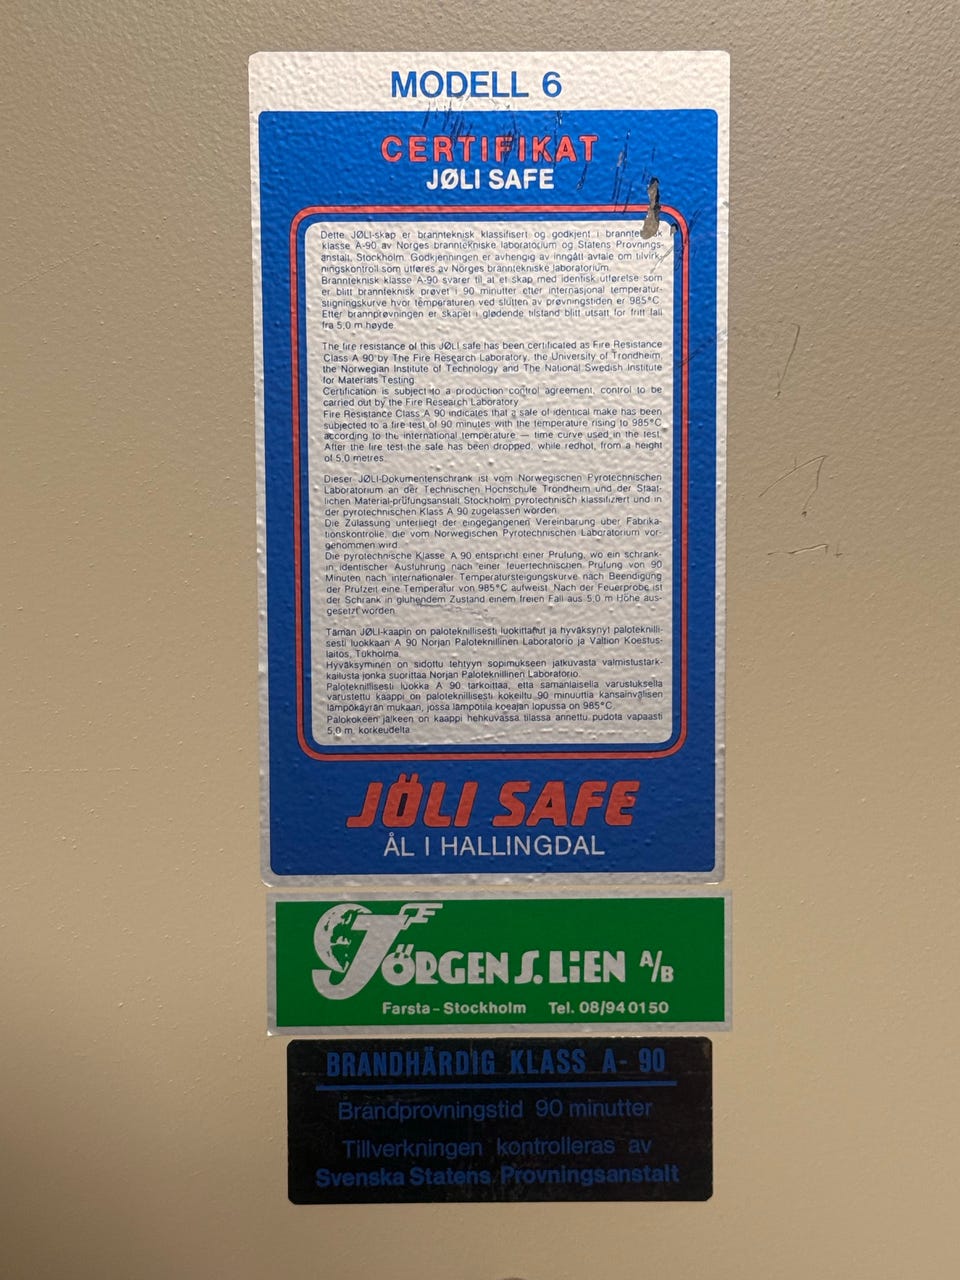 MODELL 6
CERTIFIKAT
JØLI SAFE
Dette JØLI-skap er brannteknisk klassifisert og godkjent i
klasse A-90 av Norges branntekniske laboratorium og Statens Provnings-
anstalt, Stockholm. Godkjenningen er avhengig av inngått avtale om tilvirk-
ningskontroll som utføres av Norges branntekniske laboratorium.
Brannteknisk klasse A-90 svarer til at et skap med identisk utførelse som
er blitt brannteknisk prøvet i 90 minutter etter internasjonal temperatur-
stigningskurve hvor temperaturen ved slutten av prøvningstiden er 985°C.
Etter brannprøvningen er skapet i glødende tilstand blitt utsatt for fritt fall
fra 5,0 m høyde.
The fire resistance of this JØLI safe has been certificated as Fire Resistance
Class A 90 by The Fire Research Laboratory, the University of Trondheim,
the Norwegian Institute of Technology and The National Swedish Institute
for Materials Testing.
Certification is subject to a production control agreement, control to be
carried out by the Fire Research Laboratory
Fire Resistance Class A 90 indicates that a safe of identical make has been
subjected to a fire test of 90 minutes with the temperature rising to 985°C
according to the international temperature — time curve used in the test.
After the fire test the safe has been dropped, while redhot, from a height
of 5,0 metres.
Dieser JØLI-Dokumentenschrank ist vom Norwegischen Pyrotechnischen
Laboratorium an der Technischen Hochschule Trondheim und der Staat-
lichen Material-prüfungsanstalt Stockholm pyrotechnisch klassifiziert und in
der pyrotechnischen Klass A 90 zugelassen worden.
Die Zulassung unterliegt der eingegangenen Vereinbarung über Fabrika-
tionskontrolle, die vom Norwegischen Pyrotechnischen Laboratorium vor-
genommen wird.
Die pyrotechnische Klasse A 90 entspricht einer Prüfung, wo ein schrank-
in identischer Ausführung nach einer feuertechnischen Prüfung von 90
Minuten nach internationaler Temperatursteigungskurve nach Beendigung
der Prüfzeit eine Temperatur von 985°C aufweist. Nach der Feuerprobe ist
der Schrank in glühendem Zustand einem freien Fall aus 5,0 m Höhe aus-
gesetzt worden.
Tämän JØLI-kaapin on paloteknillisesti luokittanut ja hyväksynyt paloteknilli-
sesti luokkaan A 90 Norjan Paloteknillinen Laboratorio ja Valtion Koestus-
laitos, Tukholma.
Hyväksyminen on sidottu tehtyyn sopimukseen jatkuvasta valmistustark-
kailusta jonka suorittaa Norjan Paloteknillinen Laboratorio.
Paloteknillisesti luokka A 90 tarkoittaa, että samanlaisella varustuksella
varustettu kaappi on paloteknillisesti kokeiltu 90 minuuttia kansainvälisen
lämpökäyrän mukaan, jossa lämpötila koeajan lopussa on 985°C.
Palokokeen jälkeen on kaappi hehkuvassa tilassa annettu pudota vapaasti
5,0 m. korkeudelta.
JÖLI SAFE
ÅL I HALLINGDAL
JÖRGEN S. LiEN A/B
Farsta - Stockholm Tel. 08/94 01 50
BRANDHÄRDIG KLASS A- 90
Brandprovningstid 90 minutter
Tillverkningen kontrolleras av
Svenska Statens Provningsanstalt